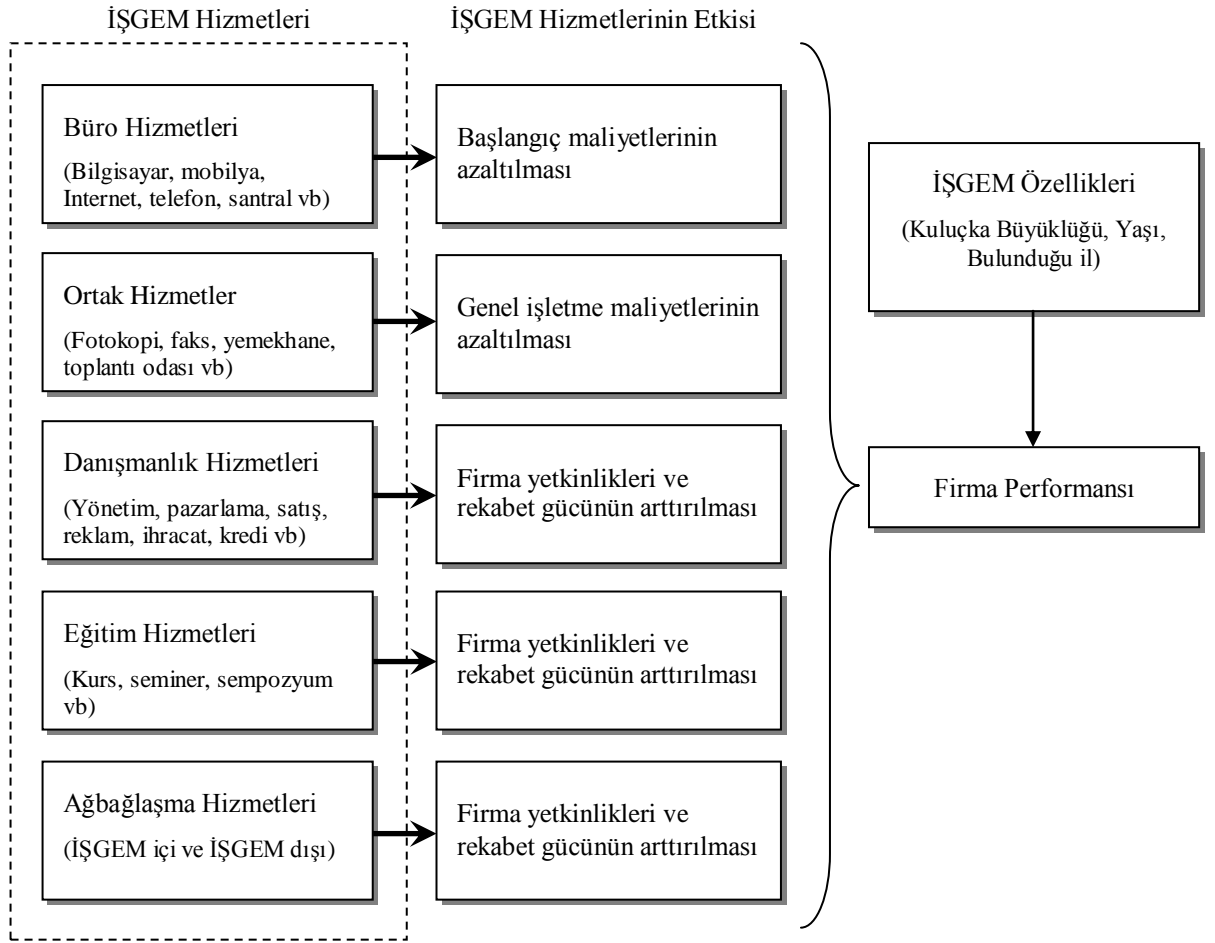 İŞGEM Hizmetleri
İŞGEM Hizmetlerinin Etkisi
Büro Hizmetleri
(Bilgisayar, mobilya,
Internet, telefon, santral vb)
Başlangıç maliyetlerinin
azaltılması
Ortak Hizmetler
(Fotokopi, faks, yemekhane,
toplantı odası vb)
Genel işletme maliyetlerinin
azaltılması
Danışmanlık Hizmetleri
(Yönetim, pazarlama, satış,
reklam, ihracat, kredi vb)
Firma yetkinlikleri ve
rekabet gücünün arttırılması
Eğitim Hizmetleri
(Kurs, seminer, sempozyum
vb)
Firma yetkinlikleri ve
rekabet gücünün arttırılması
Ağbağlaşma Hizmetleri
(İŞGEM içi ve İŞGEM dışı)
Firma yetkinlikleri ve
rekabet gücünün arttırılması
İŞGEM Özellikleri
(Kuluçka Büyüklüğü, Yaşı,
Bulunduğu il)
Firma Performansı